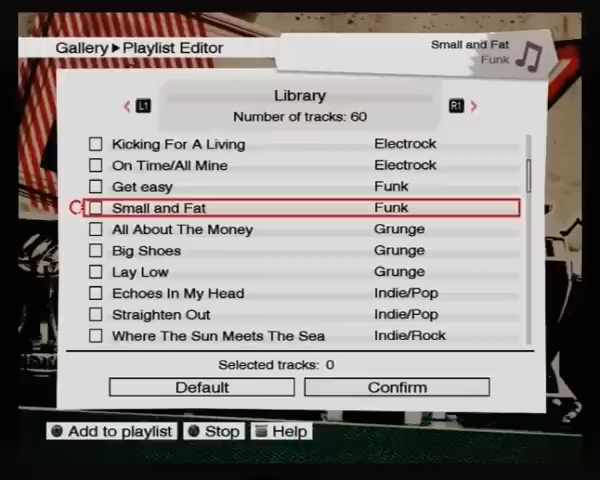 Gallery▶Playlist Editor
Small and Fat
Funk
L1
Library
R1
Number of tracks: 60
Kicking For A Living Electrock
On Time/All Mine Electrock
Get easy Funk
Small and Fat Funk
All About The Money Grunge
Big Shoes Grunge
Lay Low Grunge
Echoes In My Head Indie/Pop
Straighten Out Indie/Pop
Where The Sun Meets The Sea Indie/Rock
Selected tracks: 0
Default Confirm
Add to playlist Stop Help